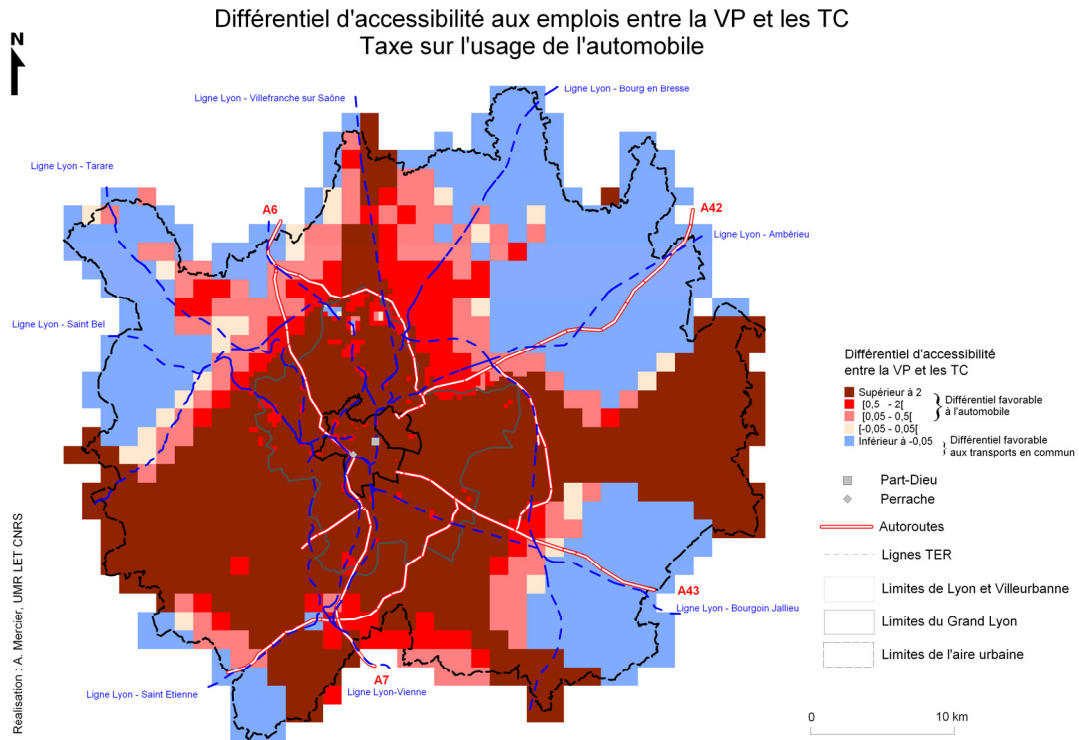 Différentiel d'accessibilité aux emplois entre la VP et les TC
Taxe sur l'usage de l'automobile
N
Ligne Lyon - Villefranche sur Saône
Ligne Lyon - Bourg en Bresse
Ligne Lyon - Tarare
A6
A42
Ligne Lyon - Ambérieu
Ligne Lyon - Saint Bel
Différentiel d'accessibilité
entre la VP et les TC
Supérieur à 2
[0,5 - 2[
[0,05 - 0,5[
[-0,05 - 0,05[
Inférieur à -0,05
Différentiel favorable
à l'automobile
Différentiel favorable
aux transports en commun
Part-Dieu
Perrache
Autoroutes
Lignes TER
Limites de Lyon et Villeurbanne
Limites du Grand Lyon
Limites de l'aire urbaine
A43
Ligne Lyon - Bourgoin Jallieu
A7
Ligne Lyon-Vienne
Ligne Lyon - Saint Etienne
0 10 km
Realisation : A. Mercier, UMR LET CNRS